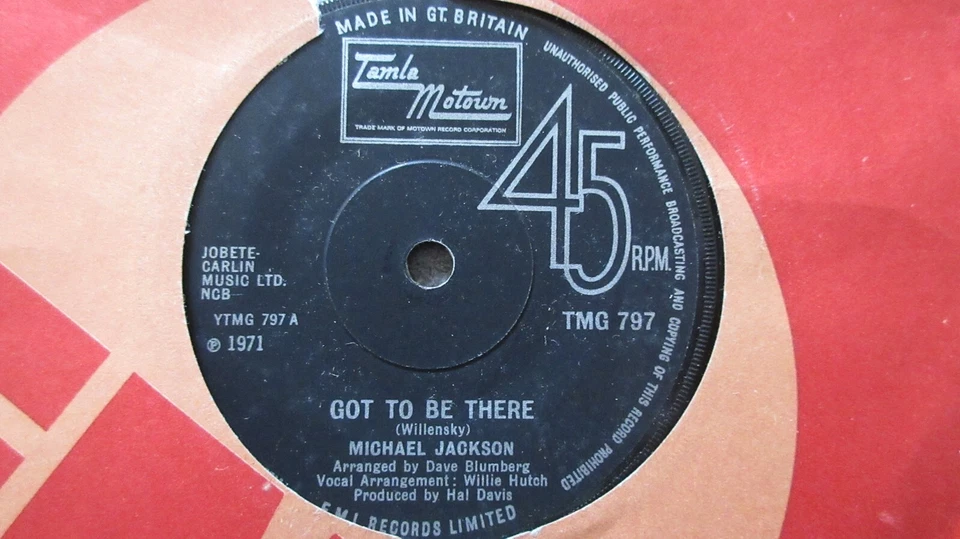 MADE IN GT. BRITAIN
Tamla
Motown
TRADE MARK OF MOTOWN RECORD CORPORATION
UNAUTHORISED PUBLIC PERFORMANCE BROADCASTING AND COPYING OF THIS RECORD PROHIBITED
45
R.P.M.
JOBETE-
CARLIN
MUSIC LTD.
NCB
YTMG 797 A
℗ 1971
TMG 797
GOT TO BE THERE
(Willensky)
MICHAEL JACKSON
Arranged by Dave Blumberg
Vocal Arrangement: Willie Hutch
Produced by Hal Davis
E.M.I. RECORDS LIMITED